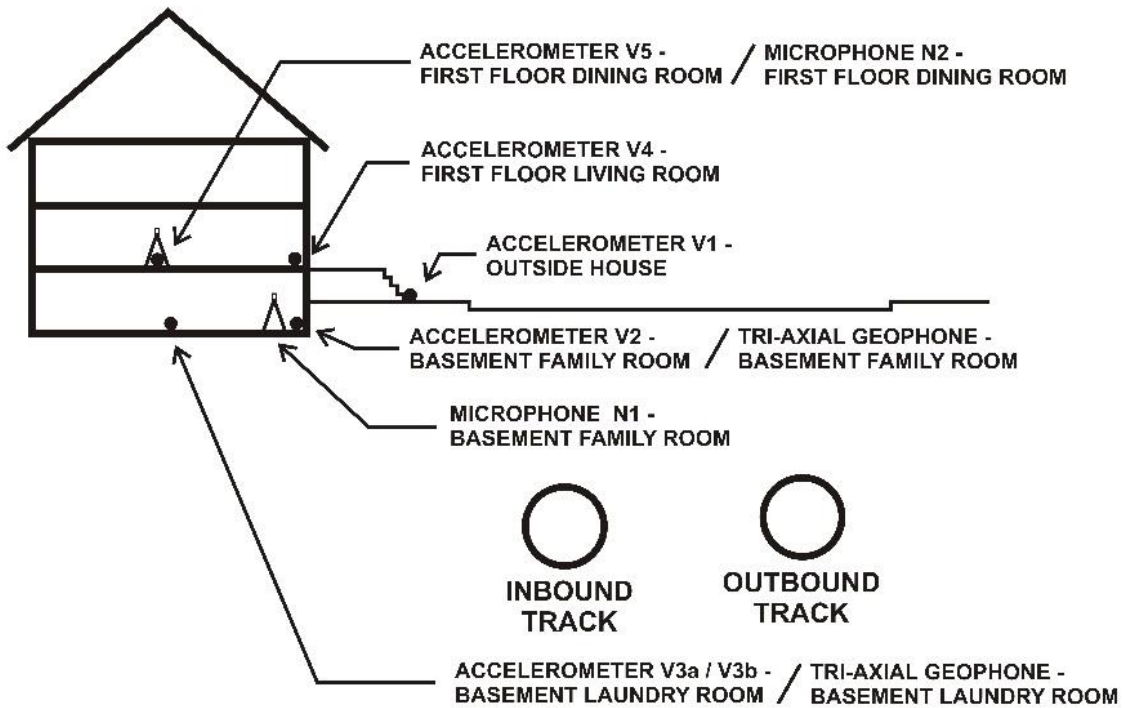 ACCELEROMETER V5 - / MICROPHONE N2 -
FIRST FLOOR DINING ROOM FIRST FLOOR DINING ROOM
ACCELEROMETER V4 -
FIRST FLOOR LIVING ROOM
ACCELEROMETER V1 -
OUTSIDE HOUSE
ACCELEROMETER V2 - / TRI-AXIAL GEOPHONE -
BASEMENT FAMILY ROOM BASEMENT FAMILY ROOM
MICROPHONE N1 -
BASEMENT FAMILY ROOM
INBOUND
TRACK
OUTBOUND
TRACK
ACCELEROMETER V3a / V3b - / TRI-AXIAL GEOPHONE -
BASEMENT LAUNDRY ROOM BASEMENT LAUNDRY ROOM